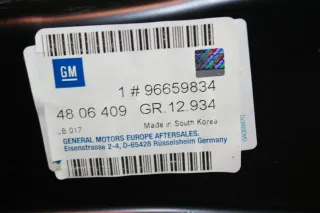 GM
1 # 96659834
48 06 409 GR.12.934
Made in South Korea
GENERAL MOTORS EUROPE AFTERSALES.
Eisenstrasse 2-4, D-65428 Rüsselsheim Germany